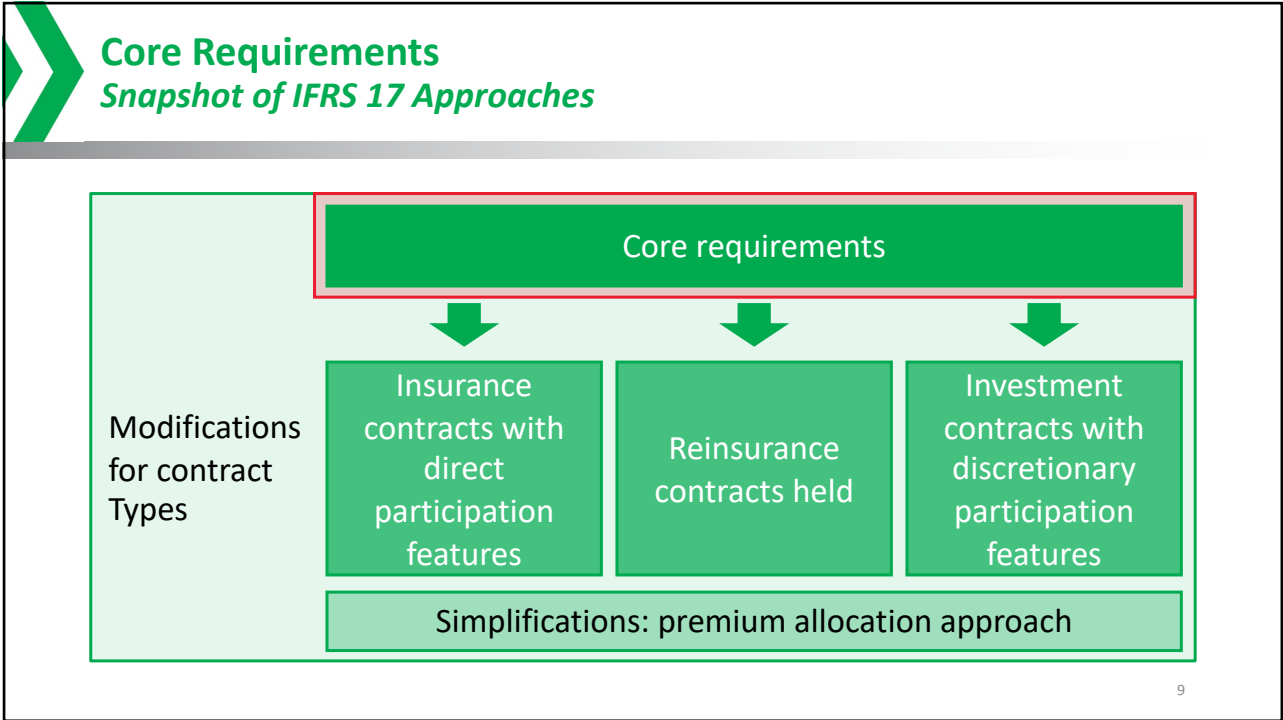 Core Requirements
Snapshot of IFRS 17 Approaches
Core requirements
Modifications
for contract
Types
Insurance
contracts with
direct
participation
features
Reinsurance
contracts held
Investment
contracts with
discretionary
participation
features
Simplifications: premium allocation approach
9